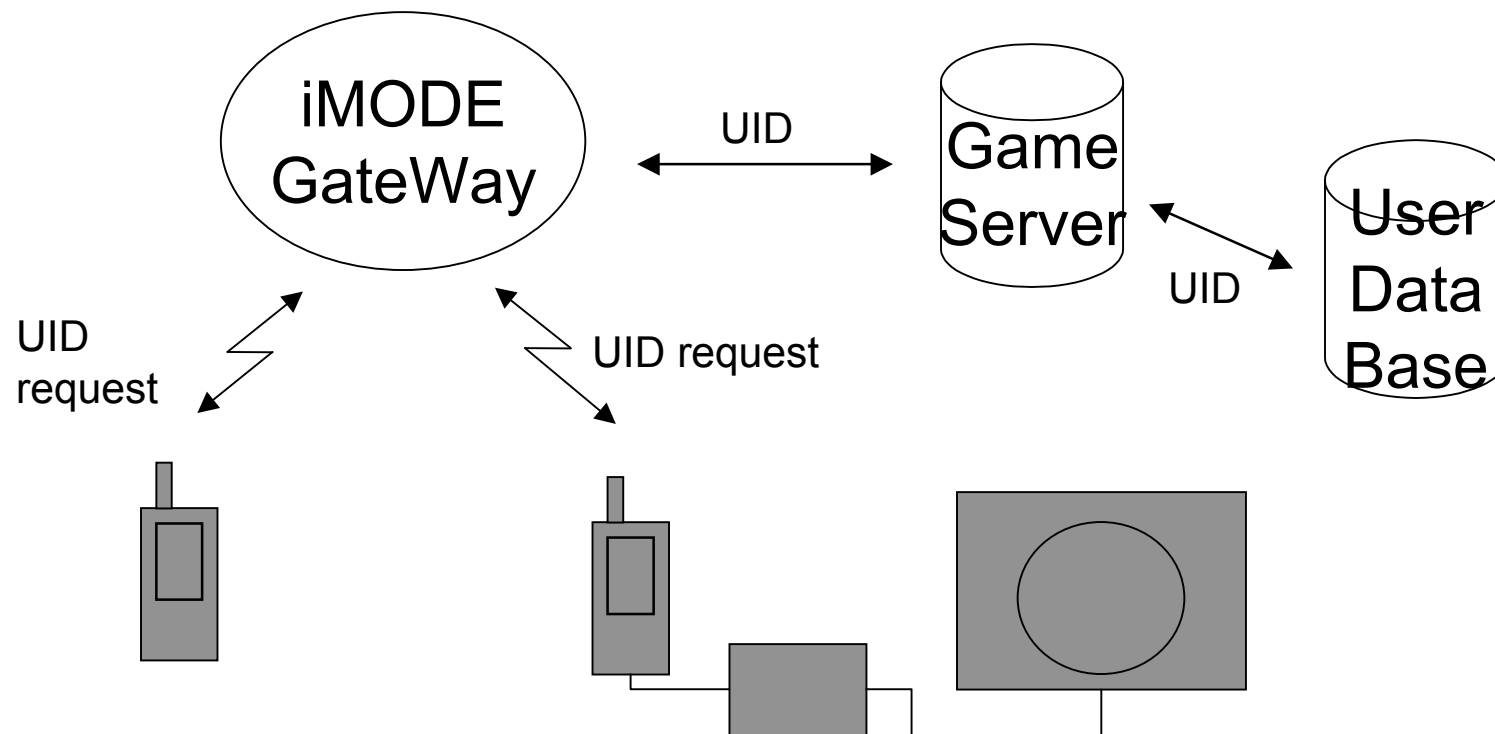 iMODE
GateWay
UID
Game
Server
UID
User
Data
Base
UID
request
UID request